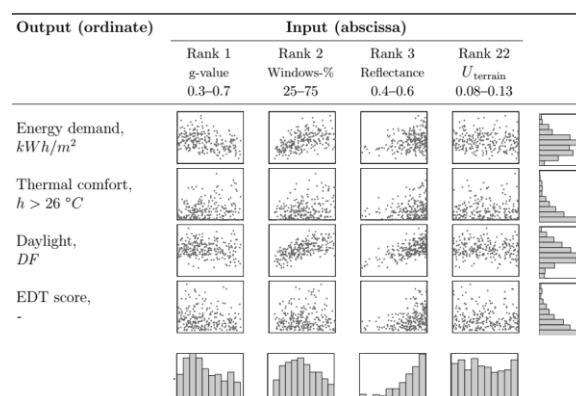 Output (ordinate) Input (abscissa)
Rank 1 Rank 2 Rank 3 Rank 22
g-value Windows-% Reflectance U_terrain
0.3–0.7 25–75 0.4–0.6 0.08–0.13
Energy demand,
kWh/m²
Thermal comfort,
h > 26 °C
Daylight,
DF
EDT score,
-